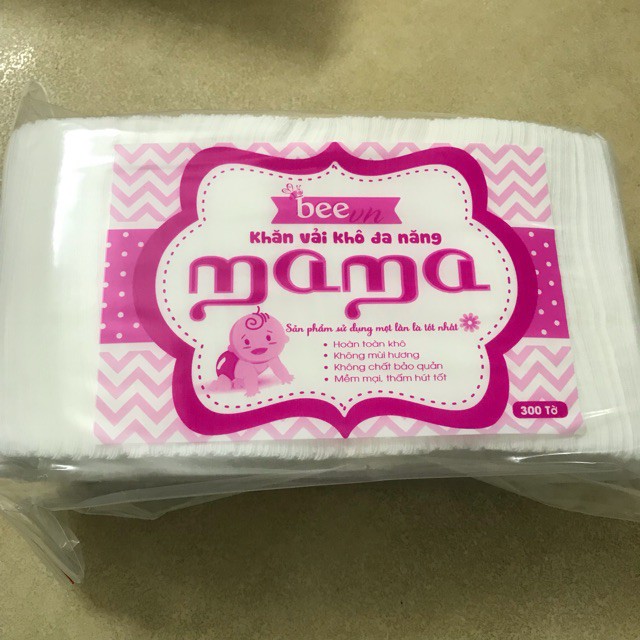 bee vn
Khăn vải khô đa năng
mama
Sản phẩm sử dụng một lần là tốt nhất
• Hoàn toàn khô
• Không mùi hương
• Không chất bảo quản
• Mềm mại, thấm hút tốt
300 Tờ